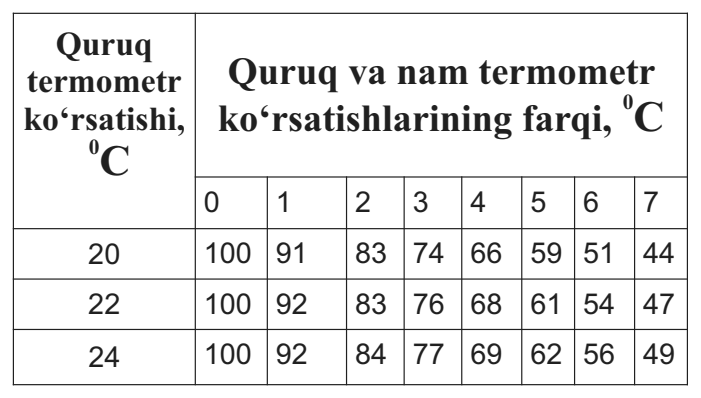 Quruq
termometr
ko‘rsatishi,
⁰C
Quruq va nam termometr
ko‘rsatishlarining farqi, ⁰C
0 1 2 3 4 5 6 7
20 100 91 83 74 66 59 51 44
22 100 92 83 76 68 61 54 47
24 100 92 84 77 69 62 56 49